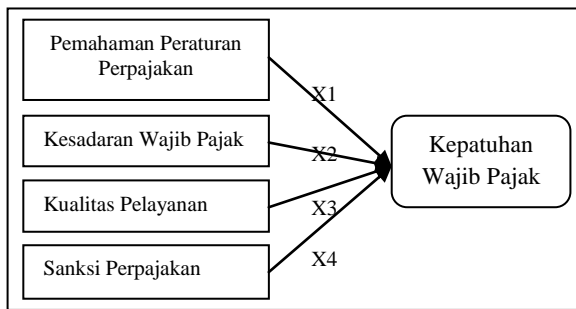 Pemahaman Peraturan
Perpajakan
X1
Kesadaran Wajib Pajak
X2
Kualitas Pelayanan
X3
Sanksi Perpajakan
X4
Kepatuhan
Wajib Pajak